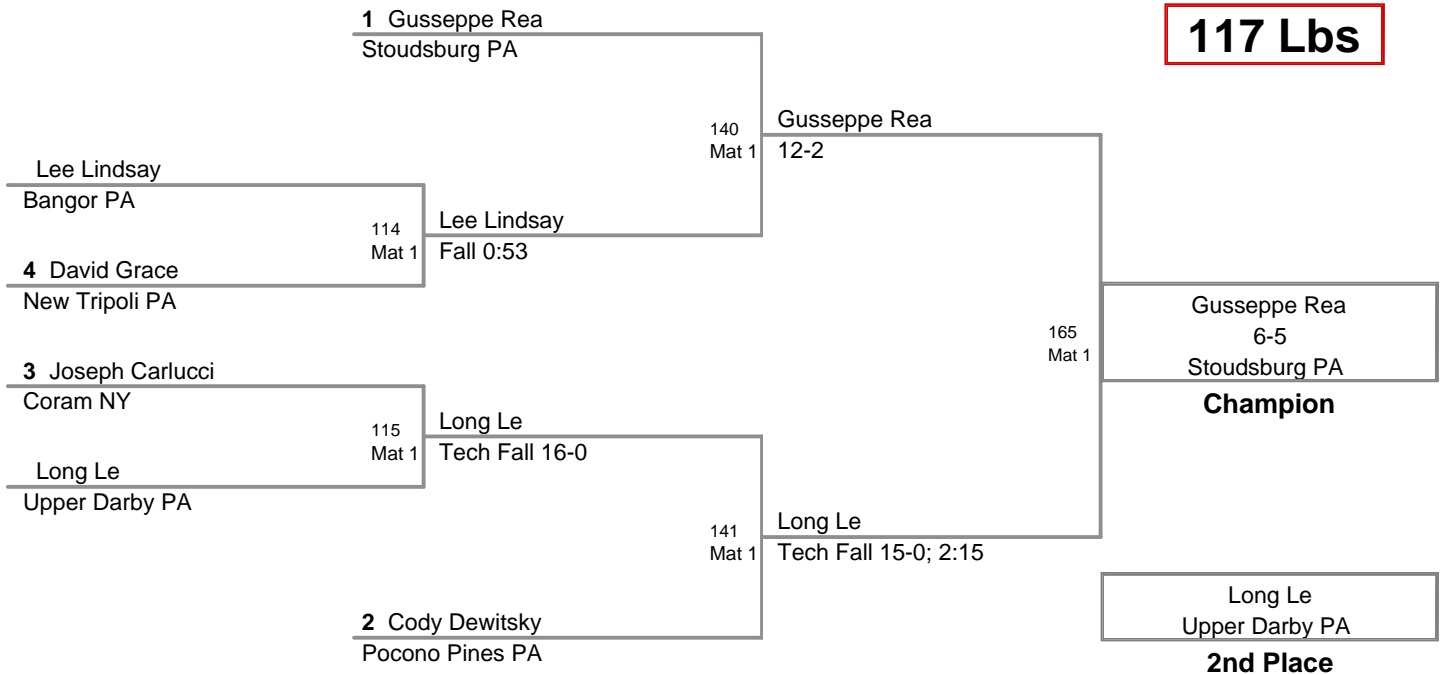 1 Gusseppe Rea
Stoudsburg PA
117 Lbs
140
Mat 1
Gusseppe Rea
12-2
Lee Lindsay
Bangor PA
114
Mat 1
Lee Lindsay
Fall 0:53
4 David Grace
New Tripoli PA
165
Mat 1
Gusseppe Rea
6-5
Stoudsburg PA
Champion
3 Joseph Carlucci
Coram NY
115
Mat 1
Long Le
Tech Fall 16-0
Long Le
Upper Darby PA
141
Mat 1
Long Le
Tech Fall 15-0; 2:15
2 Cody Dewitsky
Pocono Pines PA
Long Le
Upper Darby PA
2nd Place